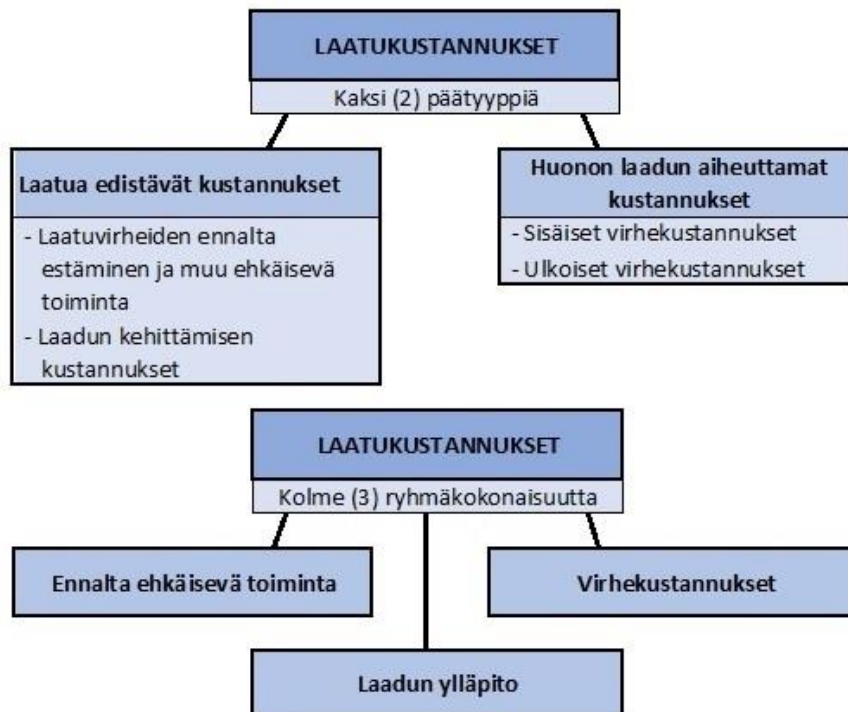 LAATUKUSTANNUKSET
Kaksi (2) päätyyppiä
Laatua edistävät kustannukset
- Laatuvirheiden ennalta
estäminen ja muu ehkäisevä
toiminta
- Laadun kehittämisen
kustannukset
Huonon laadun aiheuttamat
kustannukset
- Sisäiset virhekustannukset
- Ulkoiset virhekustannukset
LAATUKUSTANNUKSET
Kolme (3) ryhmäkokonaisuutta
Ennalta ehkäisevä toiminta
Virhekustannukset
Laadun ylläpito